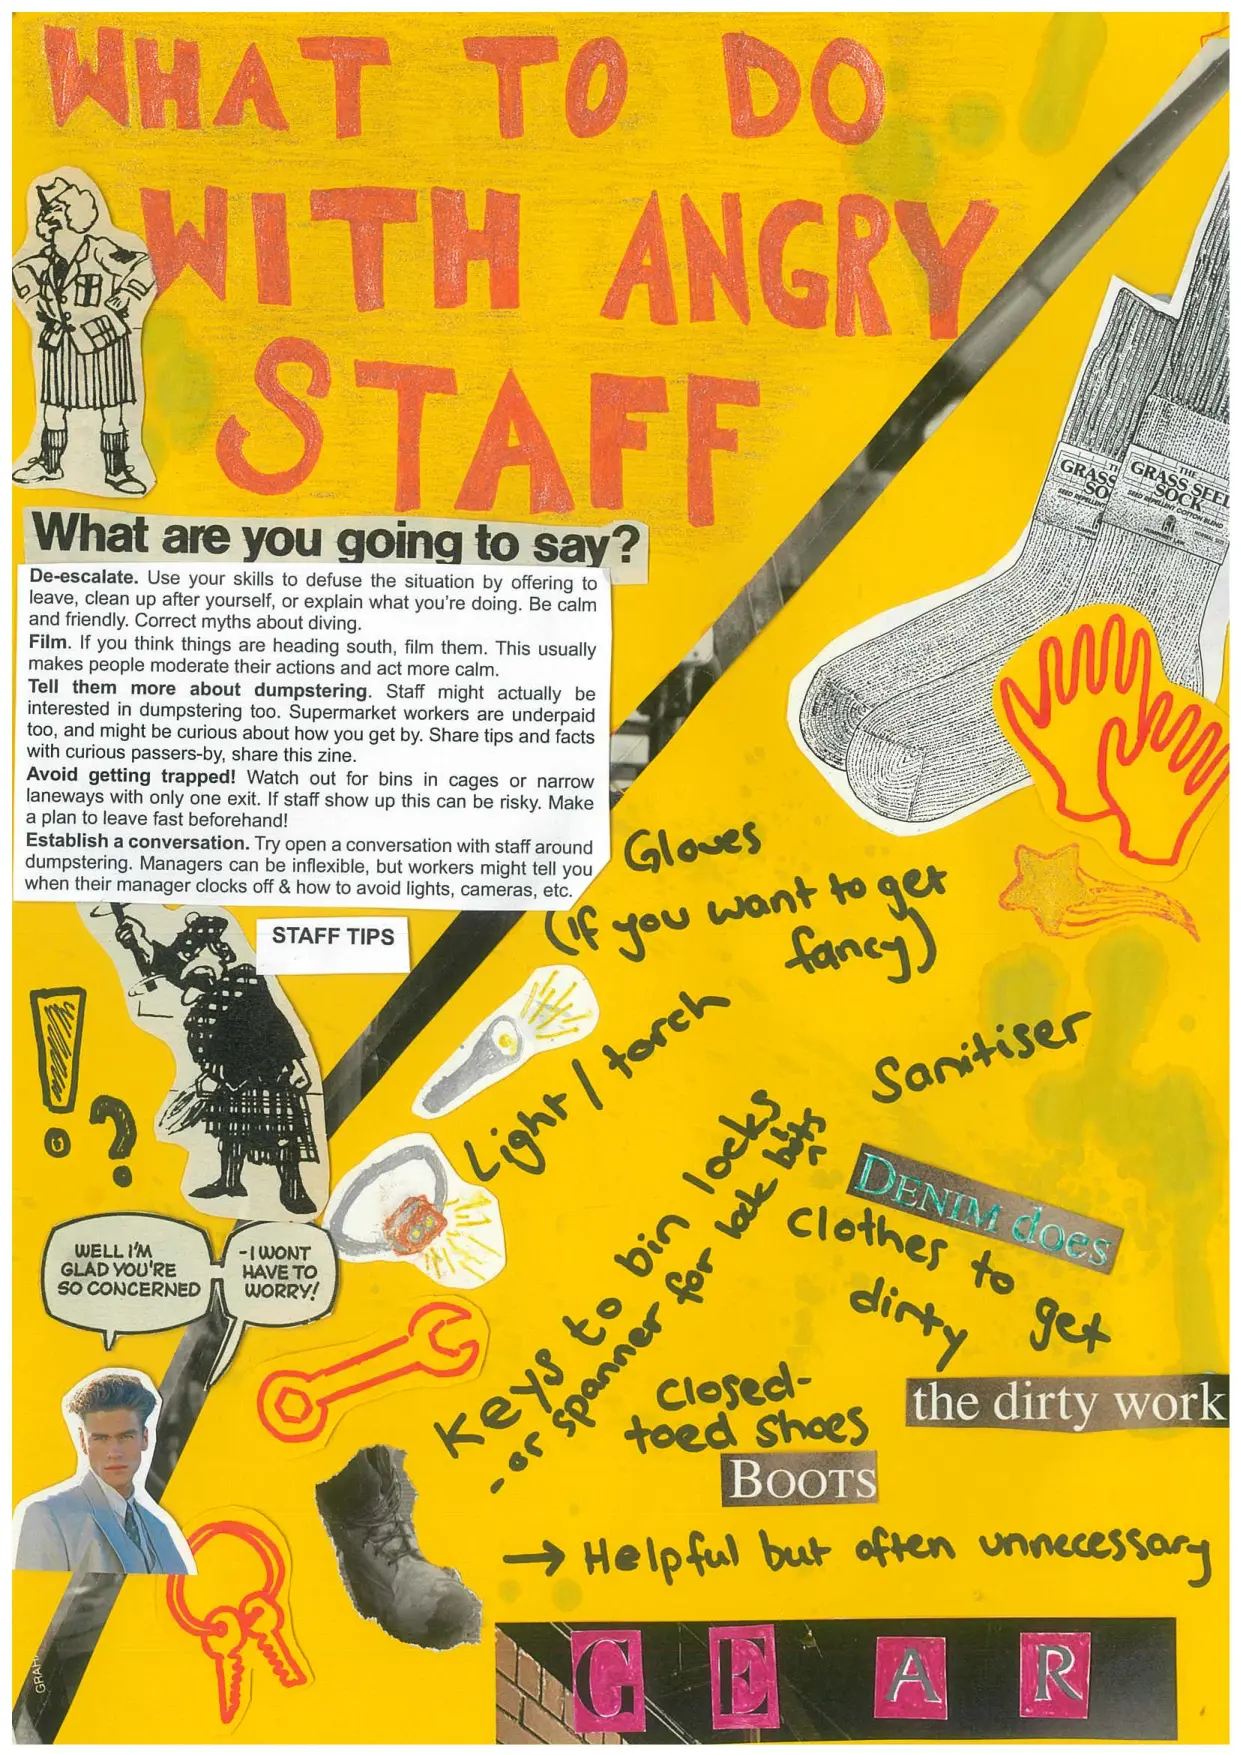 WHAT TO DO
WITH ANGRY
STAFF
What are you going to say?
De-escalate. Use your skills to defuse the situation by offering to
leave, clean up after yourself, or explain what you're doing. Be calm
and friendly. Correct myths about diving.
Film. If you think things are heading south, film them. This usually
makes people moderate their actions and act more calm.
Tell them more about dumpstering. Staff might actually be
interested in dumpstering too. Supermarket workers are underpaid
too, and might be curious about how you get by. Share tips and facts
with curious passers-by, share this zine.
Avoid getting trapped! Watch out for bins in cages or narrow
laneways with only one exit. If staff show up this can be risky. Make
a plan to leave fast beforehand!
Establish a conversation. Try open a conversation with staff around
dumpstering. Managers can be inflexible, but workers might tell you
when their manager clocks off & how to avoid lights, cameras, etc.
STAFF TIPS
!?
WELL I'M
GLAD YOU'RE
SO CONCERNED
-I WONT
HAVE TO
WORRY!
GRASS
SO
SEED REPELLENT
THE
GRASS SEED
SOCK
SEED REPELLENT COTTON BLEND
Gloves
(if you want to get
fancy)
Light / torch
Sanitiser
Keys to bin locks
- or spanner for lock bits
DENIM does
Clothes to get
dirty
the dirty work
Closed-
toed shoes
BOOTS
→ Helpful but often unnecessary
GEAR